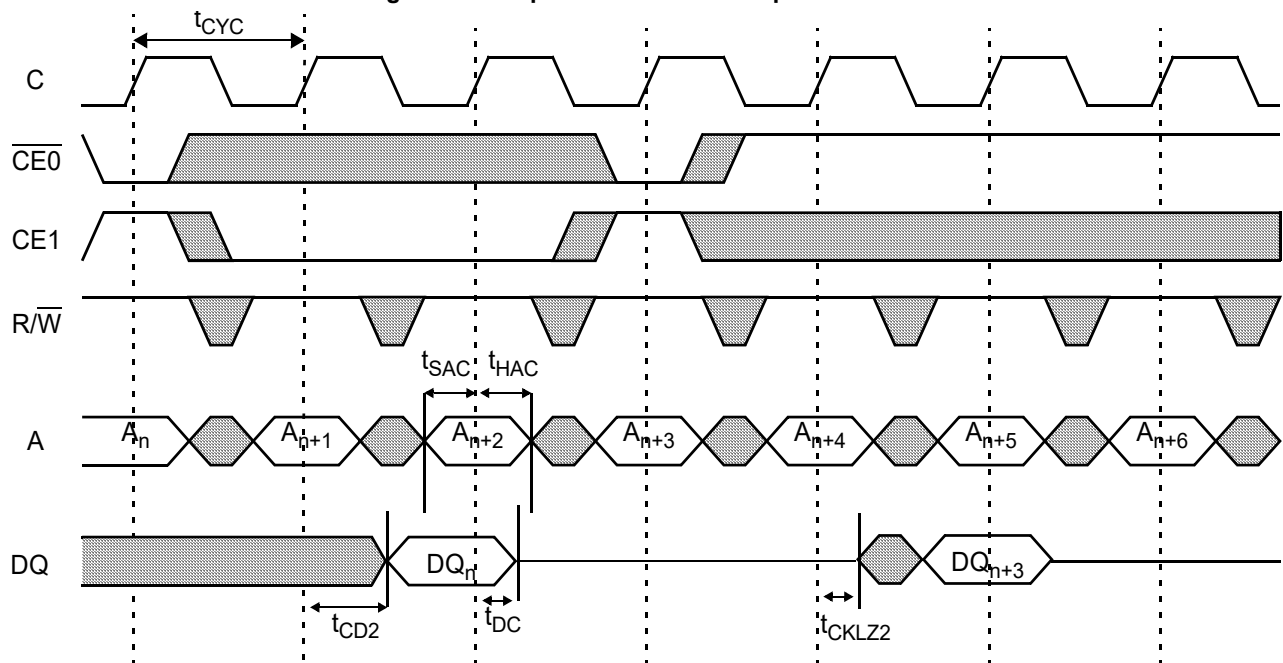 tCYC
C
CE0
CE1
R/W
tSAC tHAC
A An An+1 An+2 An+3 An+4 An+5 An+6
DQ DQn DQn+3
tCD2 tDC tCKLZ2